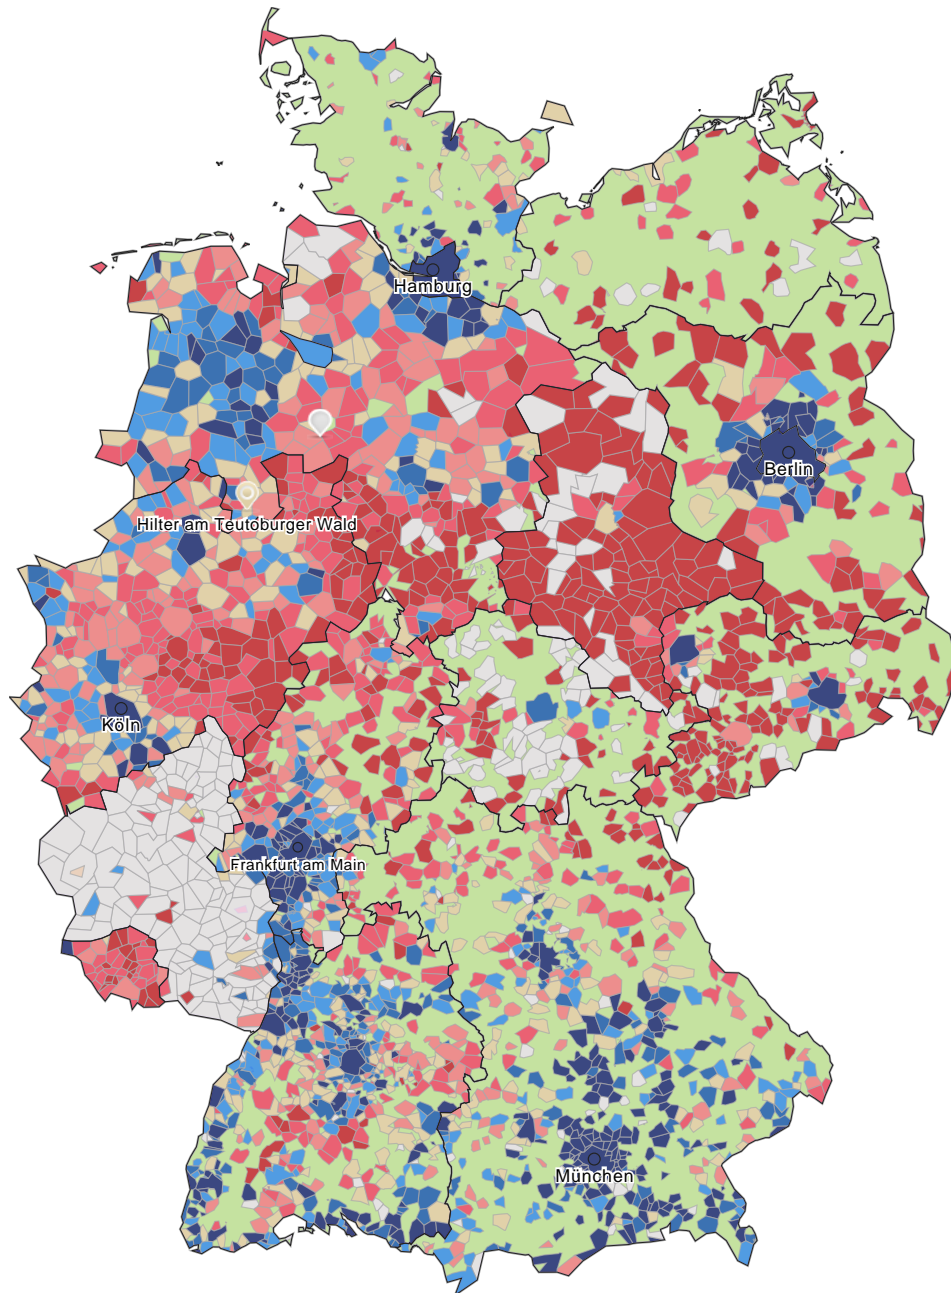 Hamburg
Berlin
Hilter am Teutoburger Wald
Köln
Frankfurt am Main
München